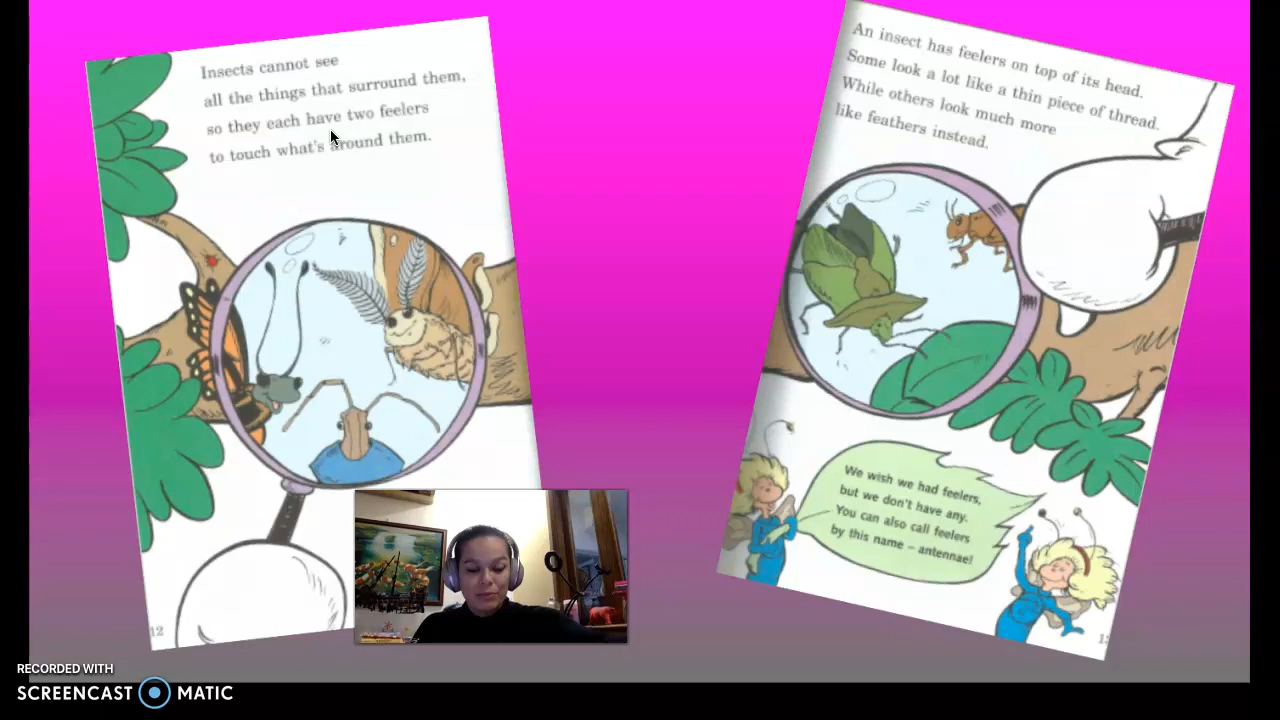 Insects cannot see
all the things that surround them,
so they each have two feelers
to touch what's around them.
12
An insect has feelers on top of its head.
Some look a lot like a thin piece of thread.
While others look much more
like feathers instead.
We wish we had feelers,
but we don't have any.
You can also call feelers
by this name – antennae!
RECORDED WITH
SCREENCAST MATIC